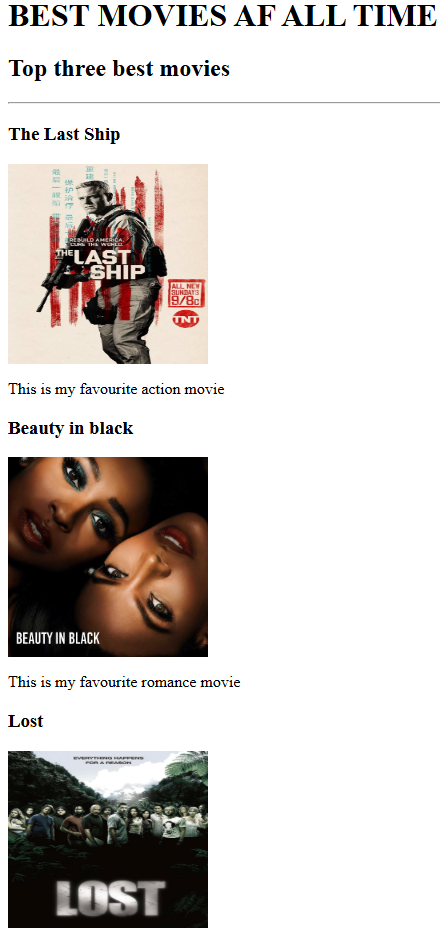 BEST MOVIES AF ALL TIME
Top three best movies
The Last Ship
REBUILD AMERICA.
CURE THE WORLD.
THE LAST
SHIP
ALL NEW
SUNDAYS
9/8c
TNT
This is my favourite action movie
Beauty in black
BEAUTY IN BLACK
This is my favourite romance movie
Lost
EVERYTHING HAPPENS
FOR A REASON
LOST